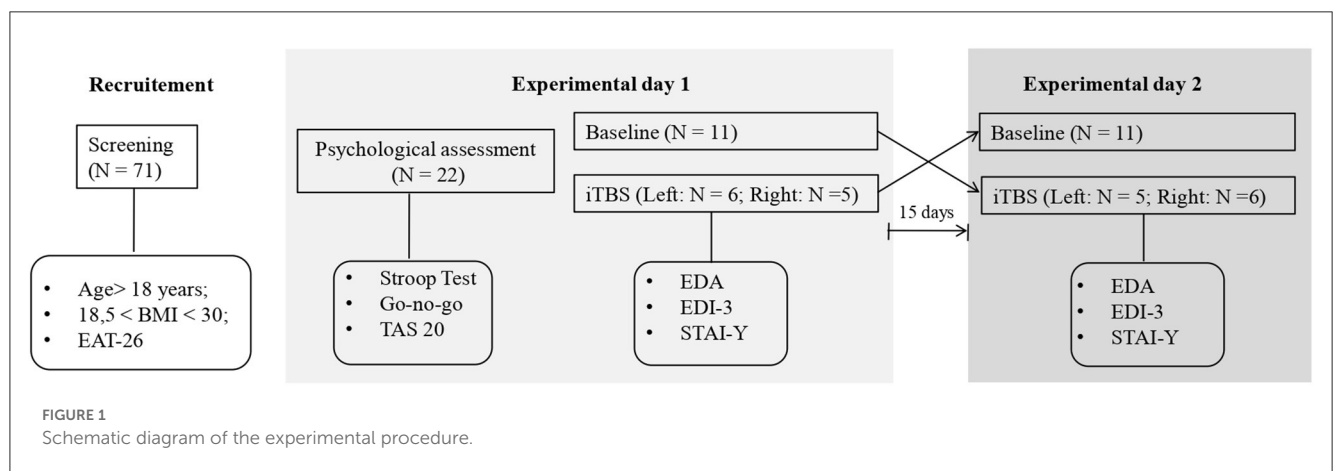 Recruitement
Screening
(N = 71)
• Age> 18 years;
• 18,5 < BMI < 30;
• EAT-26
Experimental day 1
Psychological assessment
(N = 22)
• Stroop Test
• Go-no-go
• TAS 20
Baseline (N = 11)
iTBS (Left: N = 6; Right: N =5)
• EDA
• EDI-3
• STAI-Y
15 days
Experimental day 2
Baseline (N = 11)
iTBS (Left: N = 5; Right: N =6)
• EDA
• EDI-3
• STAI-Y
FIGURE 1
Schematic diagram of the experimental procedure.